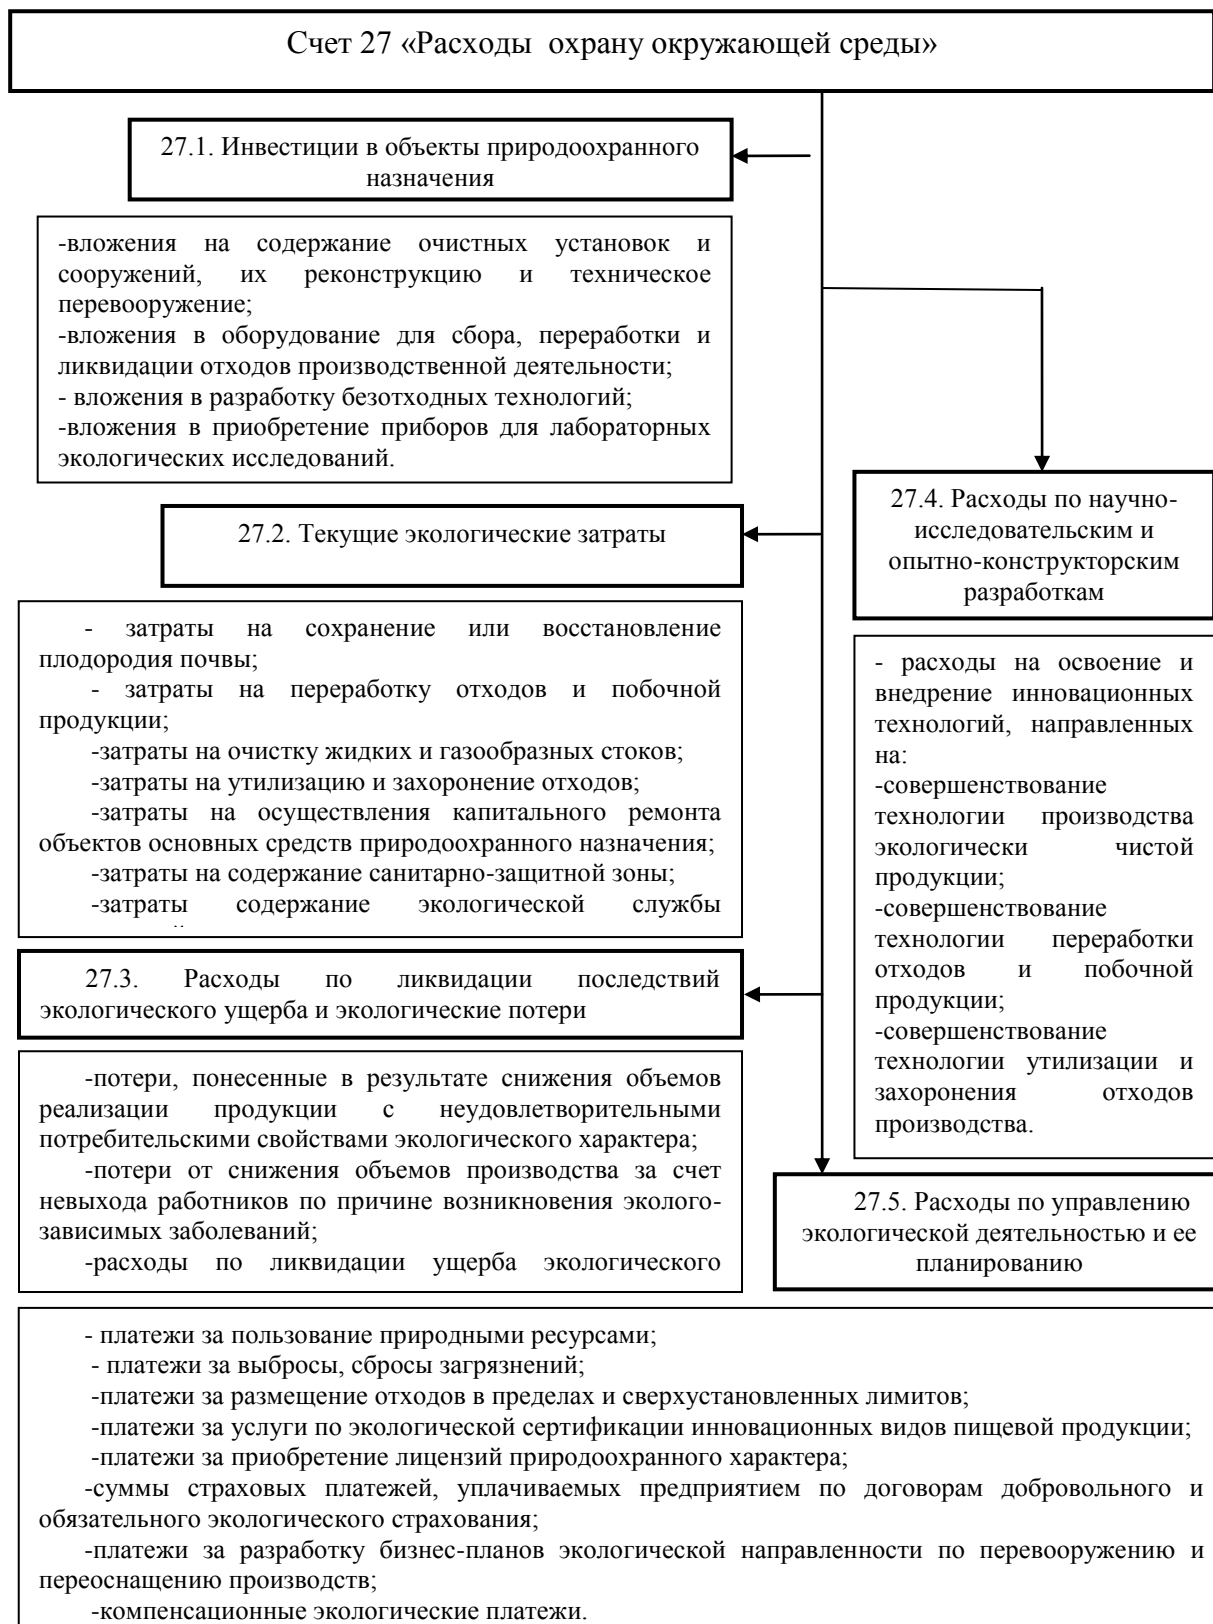 Счет 27 «Расходы  охрану окружающей среды»
27.1. Инвестиции в объекты природоохранного
назначения
-вложения на содержание очистных установок и
сооружений, их реконструкцию и техническое
перевооружение;
-вложения в оборудование для сбора, переработки и
ликвидации отходов производственной деятельности;
- вложения в разработку безотходных технологий;
-вложения в приобретение приборов для лабораторных
экологических исследований.
27.2. Текущие экологические затраты
- затраты на сохранение или восстановление
плодородия почвы;
- затраты на переработку отходов и побочной
продукции;
-затраты на очистку жидких и газообразных стоков;
-затраты на утилизацию и захоронение отходов;
-затраты на осуществления капитального ремонта
объектов основных средств природоохранного назначения;
-затраты на содержание санитарно-защитной зоны;
-затраты содержание экологической службы
27.3. Расходы по ликвидации последствий
экологического ущерба и экологические потери
-потери, понесенные в результате снижения объемов
реализации продукции с неудовлетворительными
потребительскими свойствами экологического характера;
-потери от снижения объемов производства за счет
невыхода работников по причине возникновения эколого-
зависимых заболеваний;
-расходы по ликвидации ущерба экологического
27.4. Расходы по научно-
исследовательским и
опытно-конструкторским
разработкам
- расходы на освоение и
внедрение инновационных
технологий, направленных
на:
-совершенствование
технологии производства
экологически чистой
продукции;
-совершенствование
технологии переработки
отходов и побочной
продукции;
-совершенствование
технологии утилизации и
захоронения отходов
производства.
27.5. Расходы по управлению
экологической деятельностью и ее
планированию
- платежи за пользование природными ресурсами;
- платежи за выбросы, сбросы загрязнений;
-платежи за размещение отходов в пределах и сверхустановленных лимитов;
-платежи за услуги по экологической сертификации инновационных видов пищевой продукции;
-платежи за приобретение лицензий природоохранного характера;
-суммы страховых платежей, уплачиваемых предприятием по договорам добровольного и
обязательного экологического страхования;
-платежи за разработку бизнес-планов экологической направленности по перевооружению и
переоснащению производств;
-компенсационные экологические платежи.